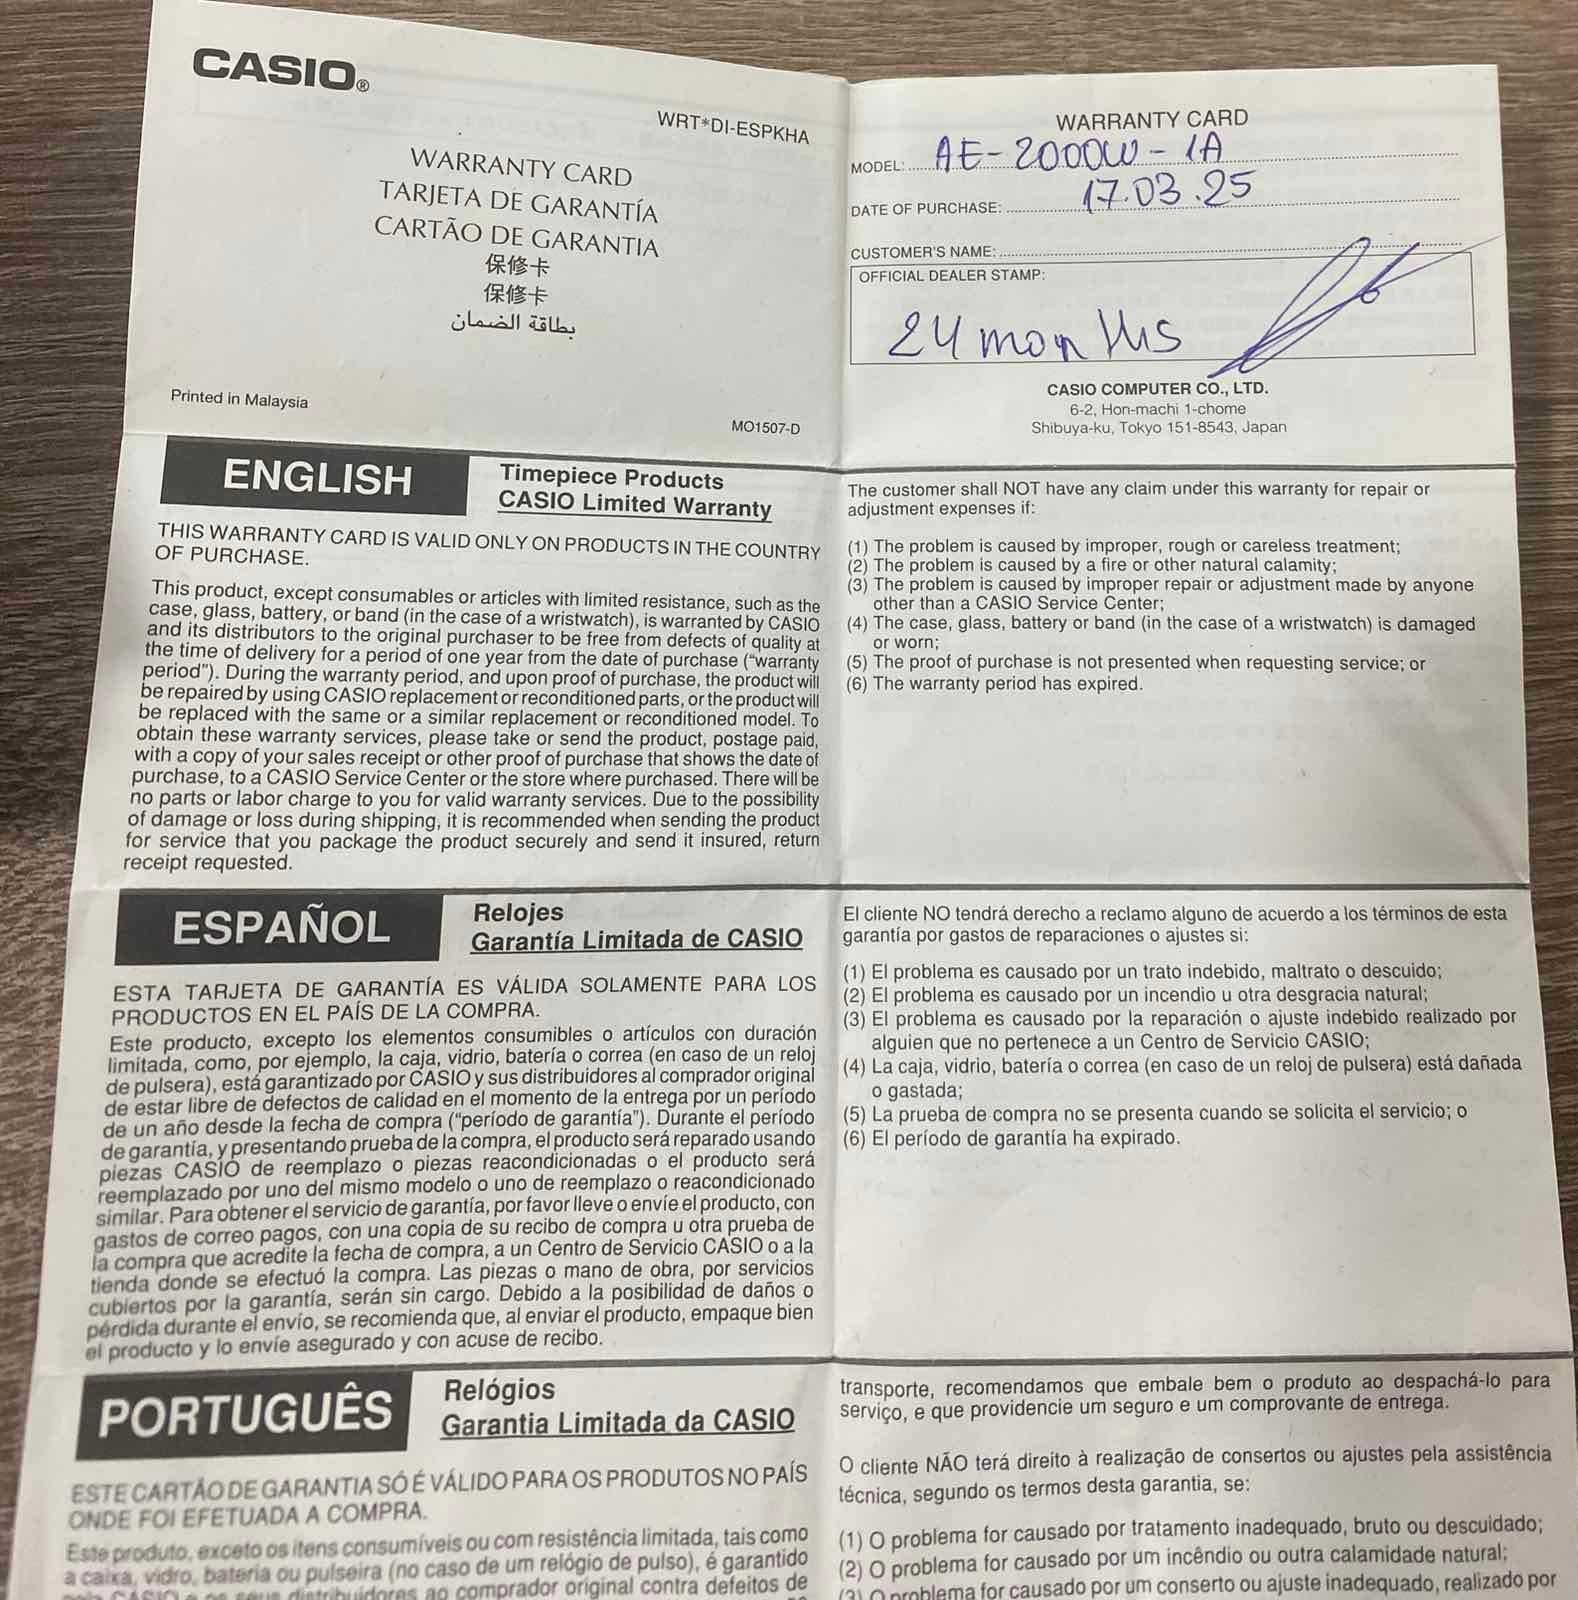 CASIO®
WRT*DI-ESPKHA
WARRANTY CARD
TARJETA DE GARANTÍA
CARTÃO DE GARANTIA
保修卡
保修卡
بطاقة الضمان
Printed in Malaysia
MO1507-D
WARRANTY CARD
MODEL: AE-2000W-1A
DATE OF PURCHASE: 17.03.25
CUSTOMER'S NAME:
OFFICIAL DEALER STAMP:
24 months
CASIO COMPUTER CO., LTD.
6-2, Hon-machi 1-chome
Shibuya-ku, Tokyo 151-8543, Japan
ENGLISH
Timepiece Products
CASIO Limited Warranty
THIS WARRANTY CARD IS VALID ONLY ON PRODUCTS IN THE COUNTRY
OF PURCHASE.
This product, except consumables or articles with limited resistance, such as the
case, glass, battery, or band (in the case of a wristwatch), is warranted by CASIO
and its distributors to the original purchaser to be free from defects of quality at
the time of delivery for a period of one year from the date of purchase (“warranty
period”). During the warranty period, and upon proof of purchase, the product will
be repaired by using CASIO replacement or reconditioned parts, or the product will
be replaced with the same or a similar replacement or reconditioned model. To
obtain these warranty services, please take or send the product, postage paid,
with a copy of your sales receipt or other proof of purchase that shows the date of
purchase, to a CASIO Service Center or the store where purchased. There will be
no parts or labor charge to you for valid warranty services. Due to the possibility
of damage or loss during shipping, it is recommended when sending the product
for service that you package the product securely and send it insured, return
receipt requested.
The customer shall NOT have any claim under this warranty for repair or
adjustment expenses if:
(1) The problem is caused by improper, rough or careless treatment;
(2) The problem is caused by a fire or other natural calamity;
(3) The problem is caused by improper repair or adjustment made by anyone
other than a CASIO Service Center;
(4) The case, glass, battery or band (in the case of a wristwatch) is damaged
or worn;
(5) The proof of purchase is not presented when requesting service; or
(6) The warranty period has expired.
ESPAÑOL
Relojes
Garantía Limitada de CASIO
ESTA TARJETA DE GARANTÍA ES VÁLIDA SOLAMENTE PARA LOS
PRODUCTOS EN EL PAÍS DE LA COMPRA.
Este producto, excepto los elementos consumibles o artículos con duración
limitada, como, por ejemplo, la caja, vidrio, batería o correa (en caso de un reloj
de pulsera), está garantizado por CASIO y sus distribuidores al comprador original
de estar libre de defectos de calidad en el momento de la entrega por un período
de un año desde la fecha de compra (“período de garantía”). Durante el período
de garantía, y presentando prueba de la compra, el producto será reparado usando
piezas CASIO de reemplazo o piezas reacondicionadas o el producto será
reemplazado por uno del mismo modelo o uno de reemplazo o reacondicionado
similar. Para obtener el servicio de garantía, por favor lleve o envíe el producto, con
gastos de correo pagos, con una copia de su recibo de compra u otra prueba de
la compra que acredite la fecha de compra, a un Centro de Servicio CASIO o a la
tienda donde se efectuó la compra. Las piezas o mano de obra, por servicios
cubiertos por la garantía, serán sin cargo. Debido a la posibilidad de daños o
pérdida durante el envío, se recomienda que, al enviar el producto, empaque bien
el producto y lo envíe asegurado y con acuse de recibo.
El cliente NO tendrá derecho a reclamo alguno de acuerdo a los términos de esta
garantía por gastos de reparaciones o ajustes si:
(1) El problema es causado por un trato indebido, maltrato o descuido;
(2) El problema es causado por un incendio u otra desgracia natural;
(3) El problema es causado por la reparación o ajuste indebido realizado por
alguien que no pertenece a un Centro de Servicio CASIO;
(4) La caja, vidrio, batería o correa (en caso de un reloj de pulsera) está dañada
o gastada;
(5) La prueba de compra no se presenta cuando se solicita el servicio; o
(6) El período de garantía ha expirado.
PORTUGUÊS
Relógios
Garantia Limitada da CASIO
ESTE CARTÃO DE GARANTIA SÓ É VÁLIDO PARA OS PRODUTOS NO PAÍS
ONDE FOI EFETUADA A COMPRA.
Este produto, exceto os itens consumíveis ou com resistência limitada, tais como
a caixa, vidro, bateria ou pulseira (no caso de um relógio de pulso), é garantido
pela CASIO e os seus distribuidores ao comprador original contra defeitos de
transporte, recomendamos que embale bem o produto ao despachá-lo para
serviço, e que providencie um seguro e um comprovante de entrega.
O cliente NÃO terá direito à realização de consertos ou ajustes pela assistência
técnica, segundo os termos desta garantia, se:
(1) O problema for causado por tratamento inadequado, bruto ou descuidado;
(2) O problema for causado por um incêndio ou outra calamidade natural;
(3) O problema for causado por um conserto ou ajuste inadequado, realizado por